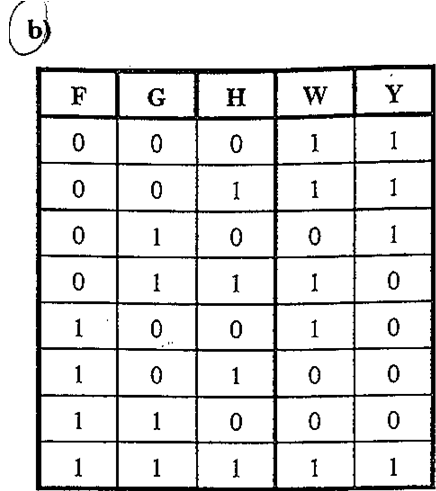 b)
F G H W Y
0 0 0 1 1
0 0 1 1 1
0 1 0 0 1
0 1 1 1 0
1 0 0 1 0
1 0 1 0 0
1 1 0 0 0
1 1 1 1 1